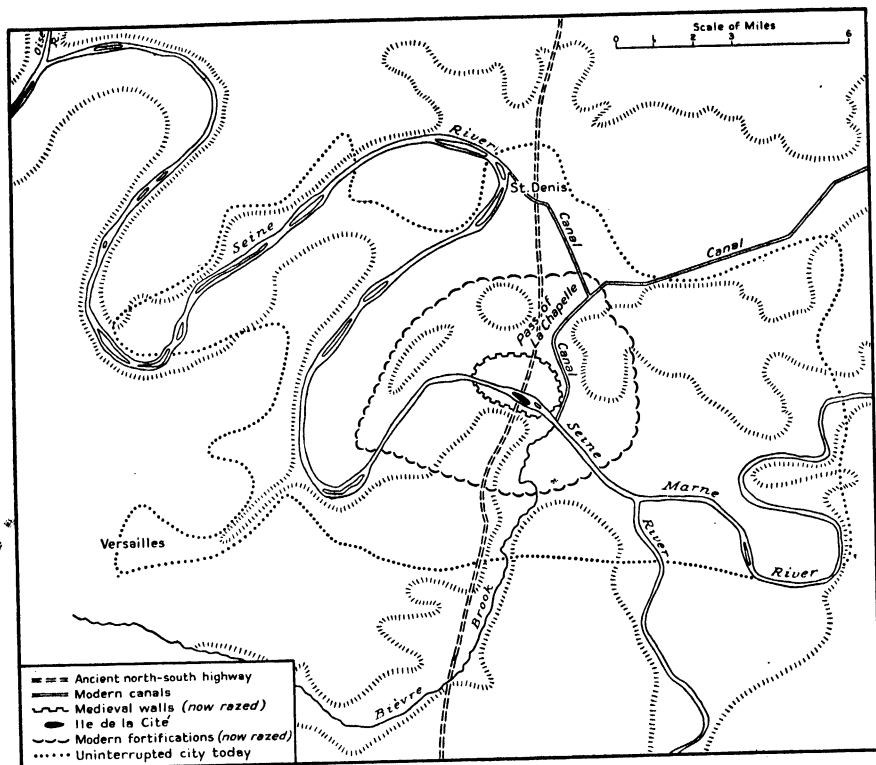 Oise R.
Scale of Miles
0 1 2 3 6
River
St. Denis
Seine
Canal
Canal
Pass of
La Chapelle
Canal
Seine
Marne
River
River
Versailles
Brook
Bièvre
Ancient north-south highway
Modern canals
Medieval walls (now razed)
Ile de la Cité
Modern fortifications (now razed)
Uninterrupted city today